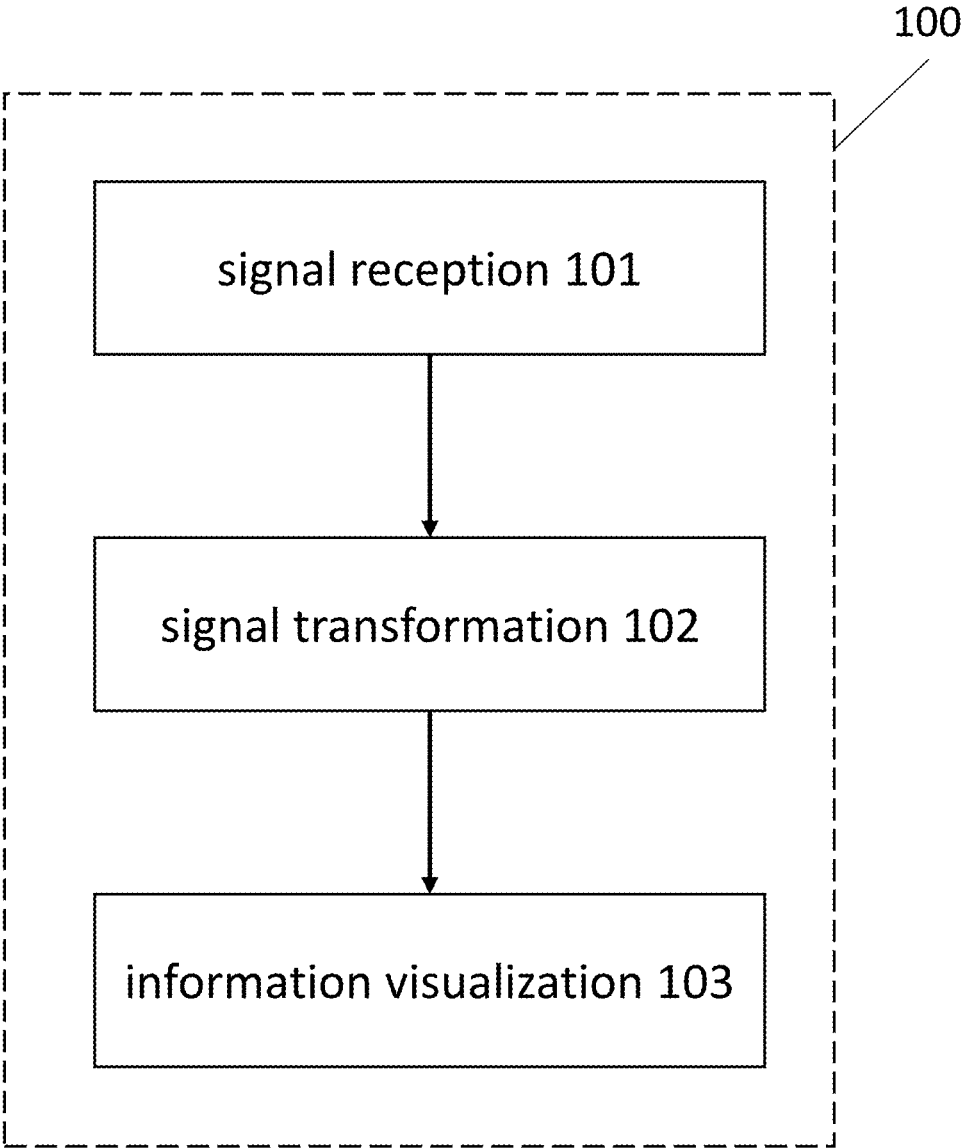 100
signal reception 101
signal transformation 102
information visualization 103